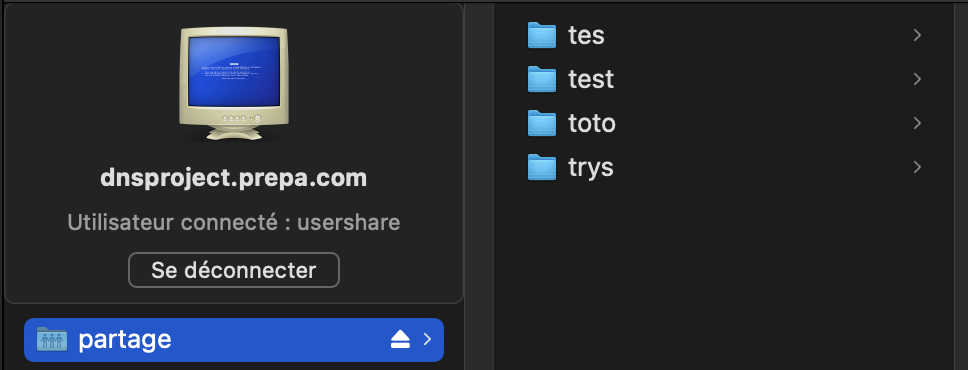 dnsproject.prepa.com
Utilisateur connecté : usershare
Se déconnecter
partage
tes
test
toto
trys